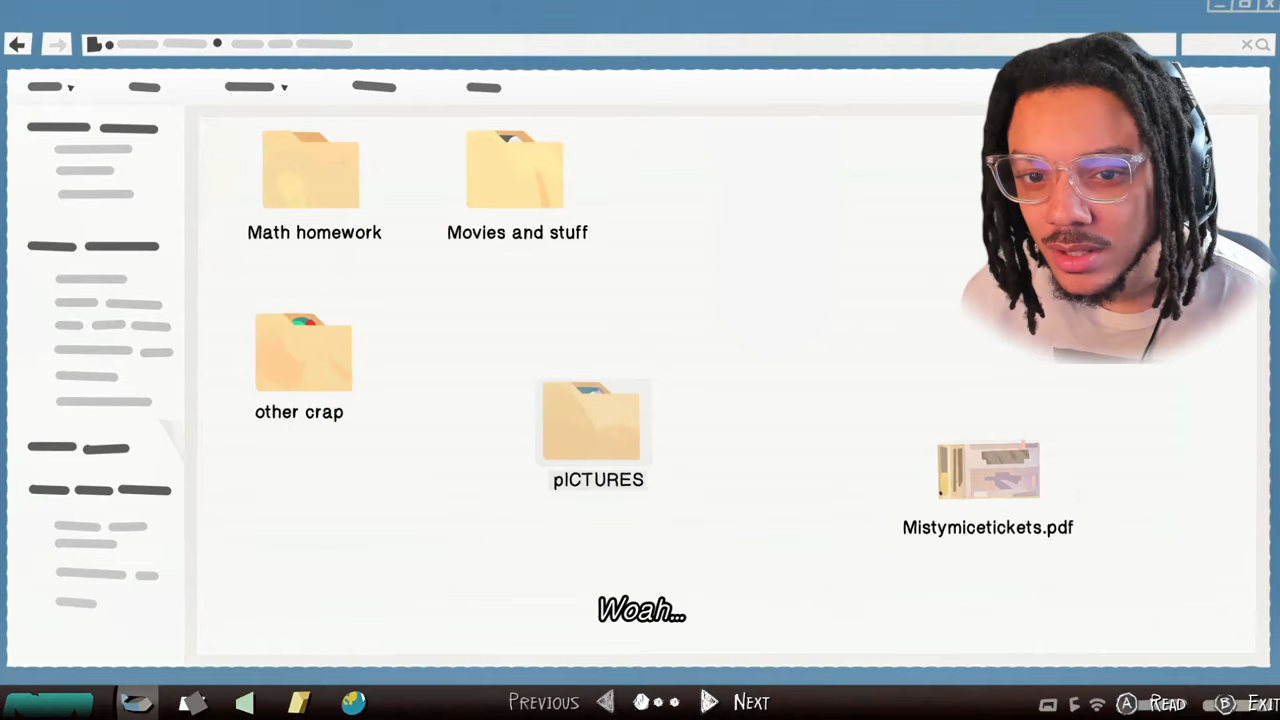 Math homework
Movies and stuff
other crap
pICTURES
Mistymicetickets.pdf
Woah...
Previous
Next
A Read
B Exit